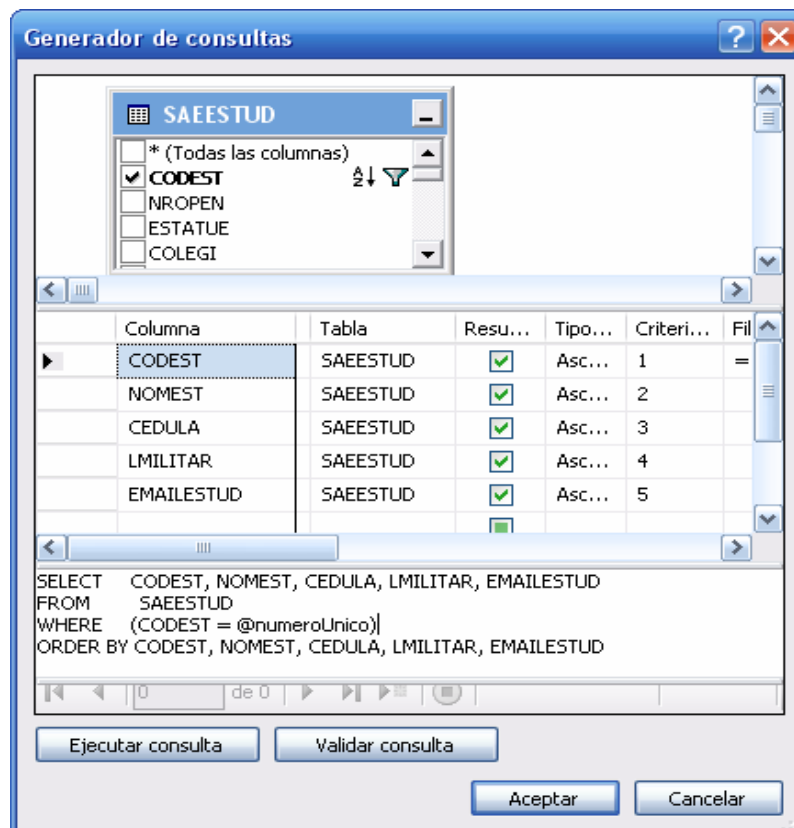 Generador de consultas
SAEESTUD
* (Todas las columnas)
CODEST
NROPEN
ESTATUE
COLEGI
Columna Tabla Resu... Tipo... Criteri... Fil
CODEST SAEESTUD Asc... 1 =
NOMEST SAEESTUD Asc... 2
CEDULA SAEESTUD Asc... 3
LMILITAR SAEESTUD Asc... 4
EMAILESTUD SAEESTUD Asc... 5
SELECT CODEST, NOMEST, CEDULA, LMILITAR, EMAILESTUD
FROM SAEESTUD
WHERE (CODEST = @numeroUnico)
ORDER BY CODEST, NOMEST, CEDULA, LMILITAR, EMAILESTUD
0 de 0
Ejecutar consulta Validar consulta
Aceptar Cancelar